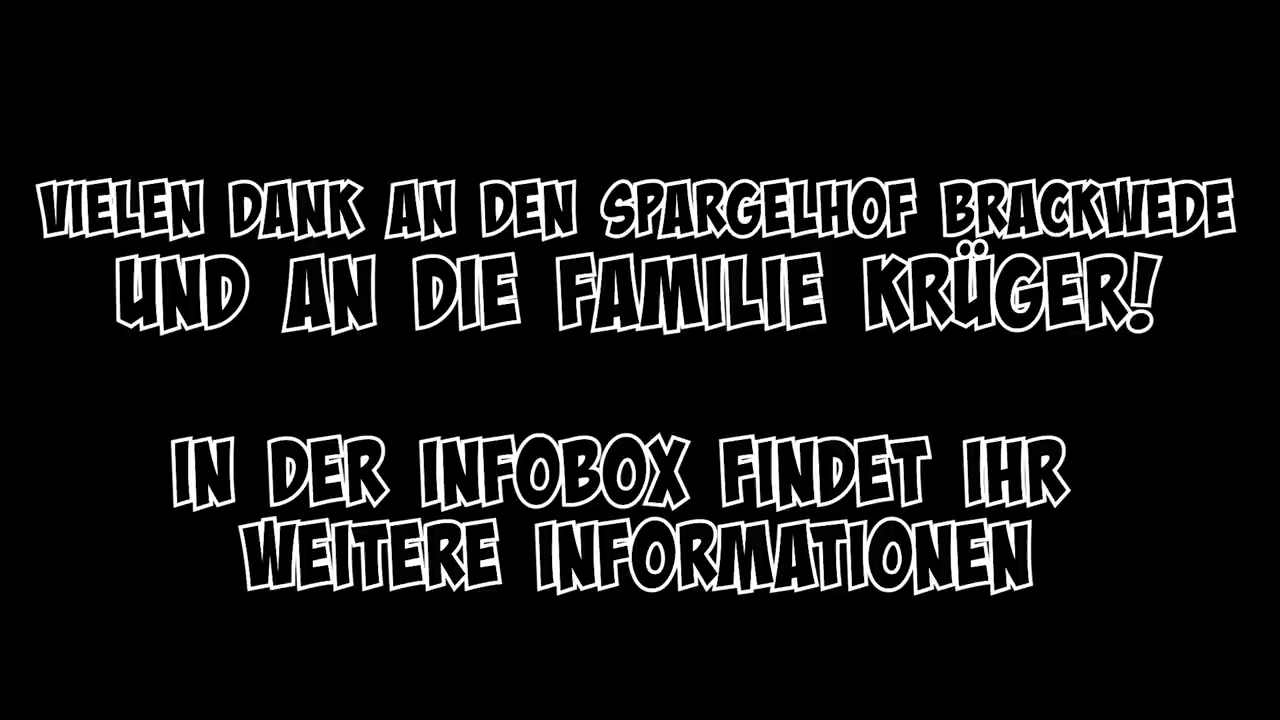 VIELEN DANK AN DEN SPARGELHOF BRACKWEDE
UND AN DIE FAMILIE KRÜGER!
IN DER INFOBOX FINDET IHR
WEITERE INFORMATIONEN